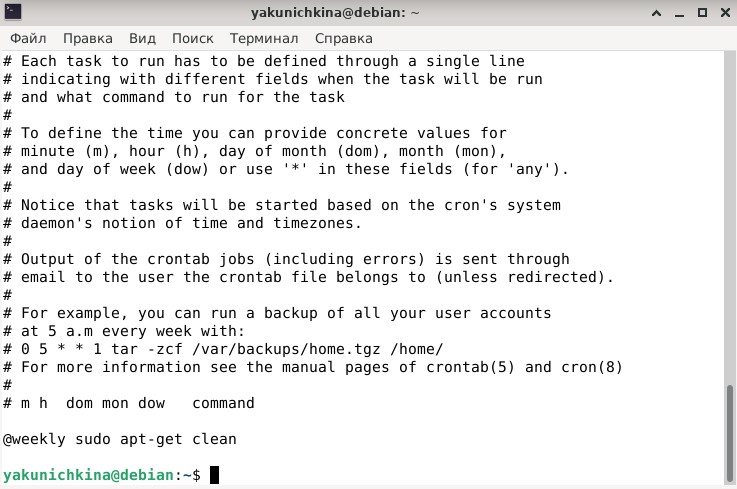 yakunichkina@debian: ~
Файл Правка Вид Поиск Терминал Справка
# Each task to run has to be defined through a single line
# indicating with different fields when the task will be run
# and what command to run for the task
#
# To define the time you can provide concrete values for
# minute (m), hour (h), day of month (dom), month (mon),
# and day of week (dow) or use '*' in these fields (for 'any').
#
# Notice that tasks will be started based on the cron's system
# daemon's notion of time and timezones.
#
# Output of the crontab jobs (including errors) is sent through
# email to the user the crontab file belongs to (unless redirected).
#
# For example, you can run a backup of all your user accounts
# at 5 a.m every week with:
# 0 5 * * 1 tar -zcf /var/backups/home.tgz /home/
# For more information see the manual pages of crontab(5) and cron(8)
#
# m h  dom mon dow   command
@weekly sudo apt-get clean
yakunichkina@debian:~$